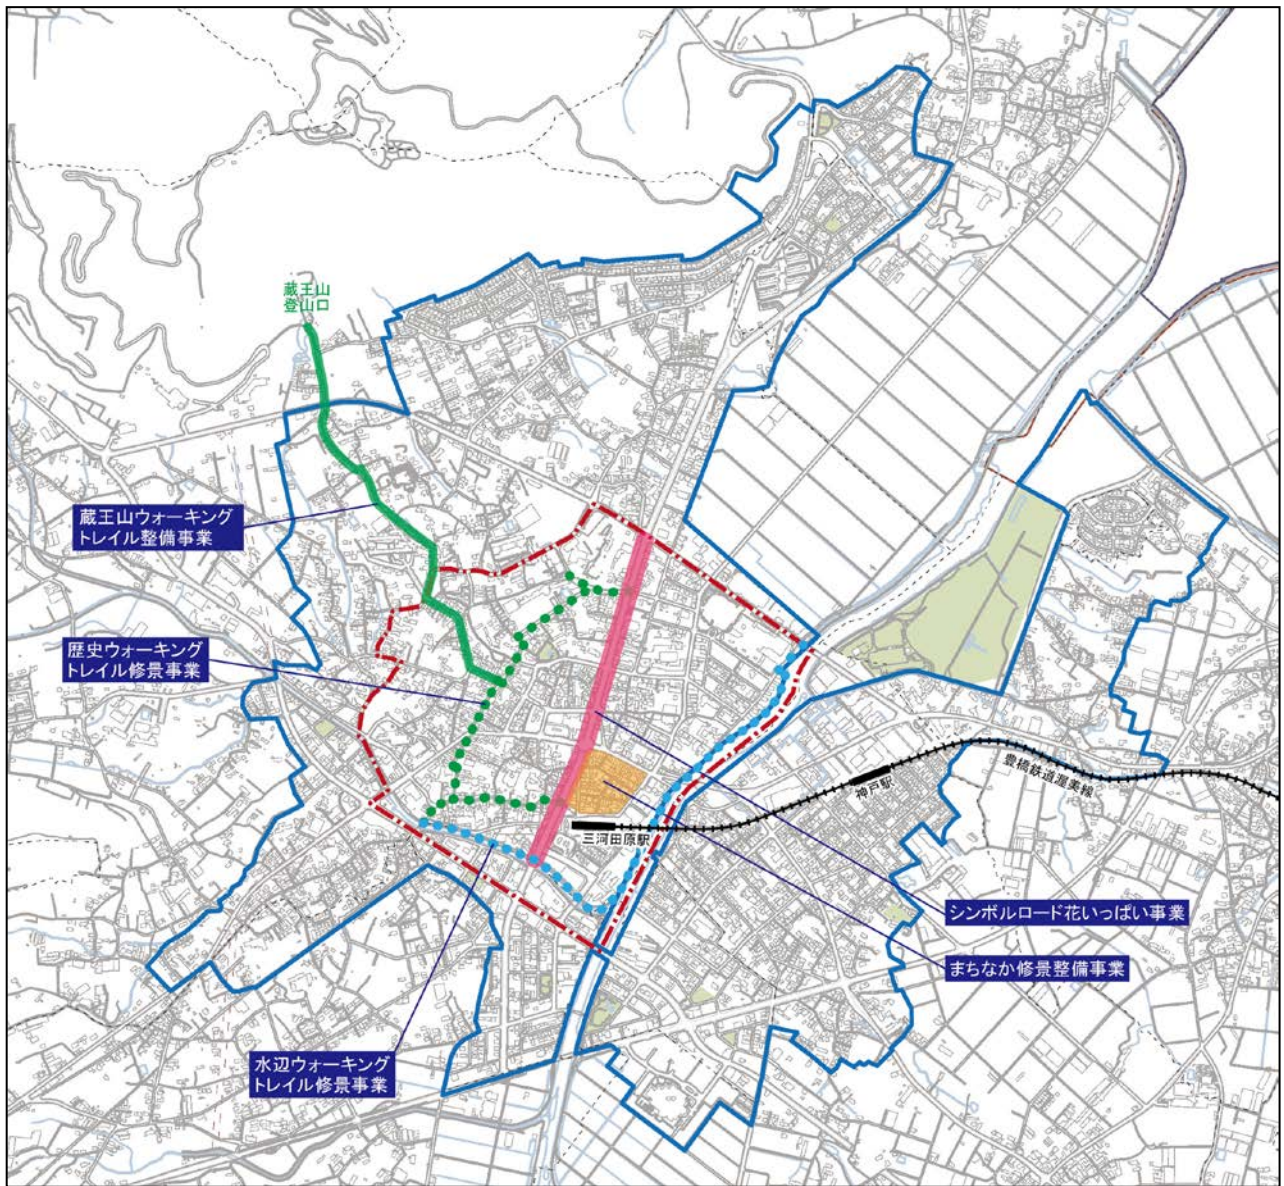 蔵王山
登山口
蔵王山ウォーキング
トレイル整備事業
歴史ウォーキング
トレイル修景事業
豊橋鉄道渥美線
神戸駅
三河田原駅
シンボルロード花いっぱい事業
まちなか修景整備事業
水辺ウォーキング
トレイル修景事業